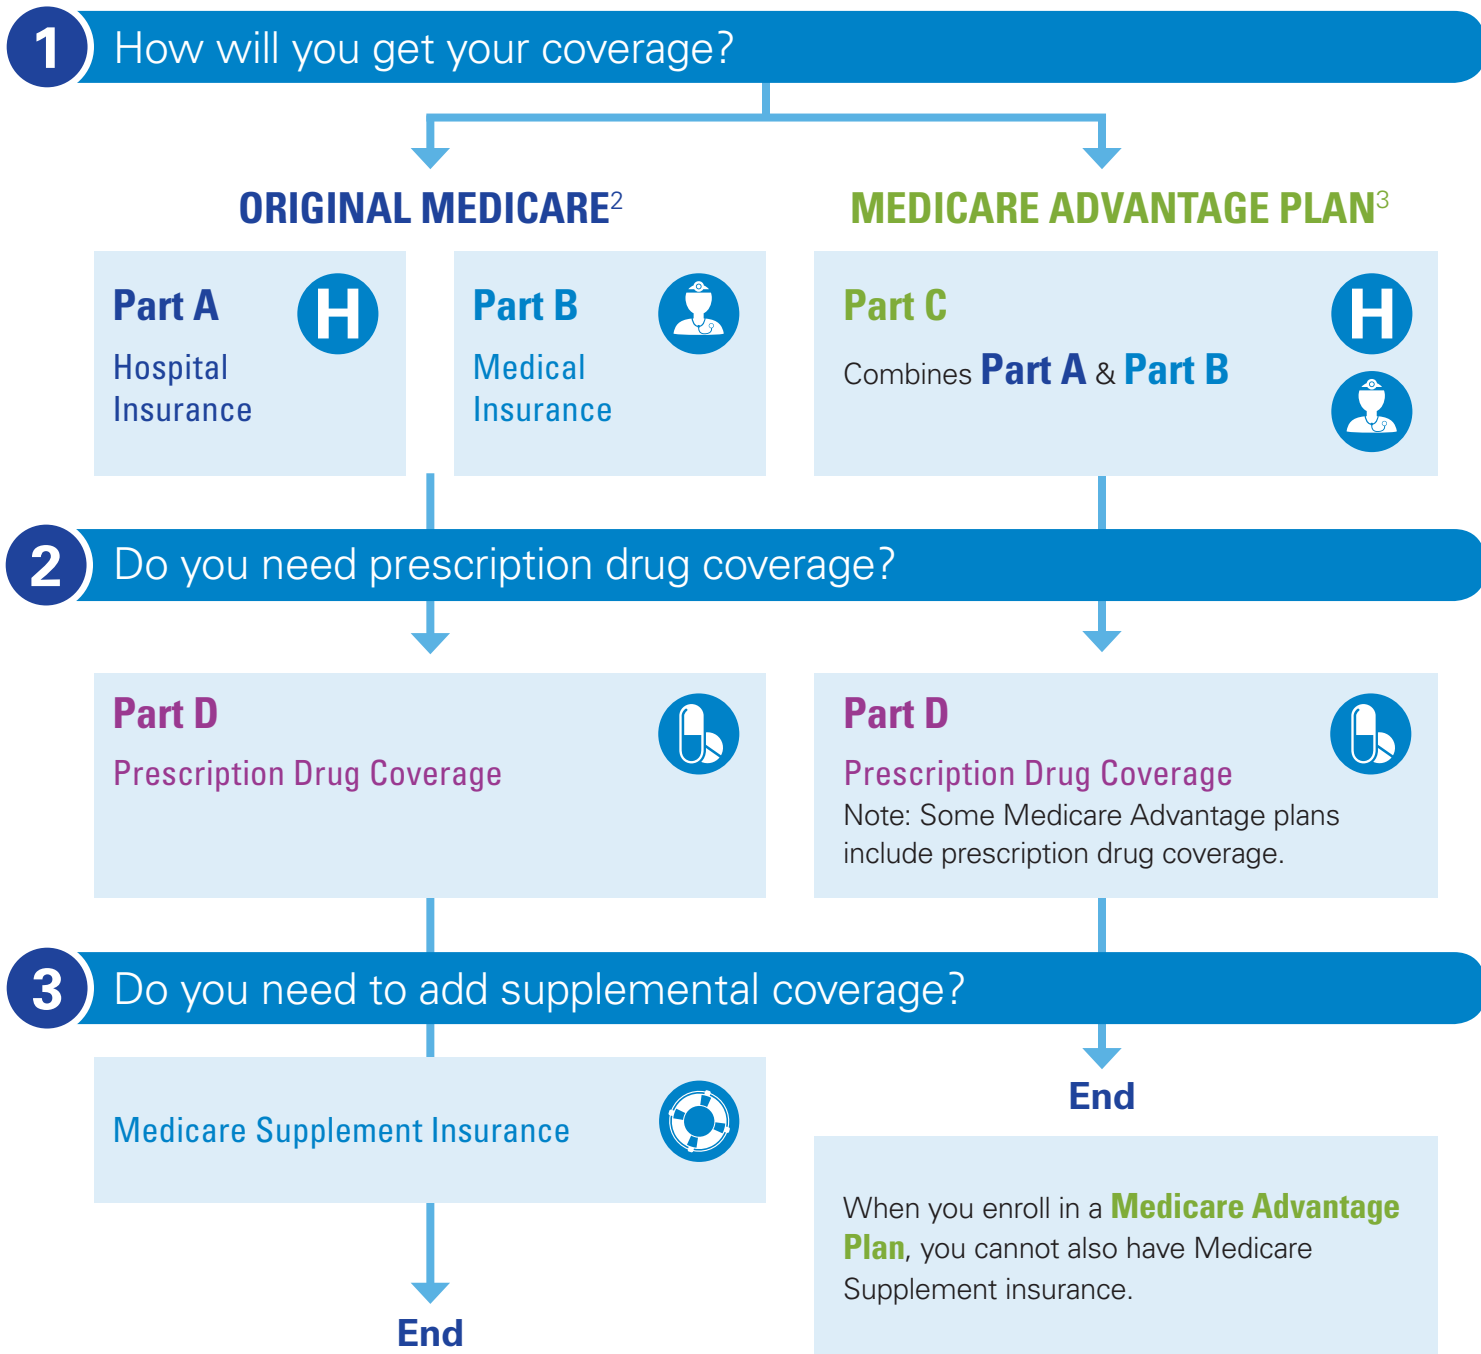 1 How will you get your coverage?
ORIGINAL MEDICARE2
MEDICARE ADVANTAGE PLAN3
Part A
Hospital
Insurance
H
Part B
Medical
Insurance
Part C
Combines Part A & Part B
H
2 Do you need prescription drug coverage?
Part D
Prescription Drug Coverage
Part D
Prescription Drug Coverage
Note: Some Medicare Advantage plans
include prescription drug coverage.
3 Do you need to add supplemental coverage?
Medicare Supplement Insurance
End
End
When you enroll in a Medicare Advantage
Plan, you cannot also have Medicare
Supplement insurance.